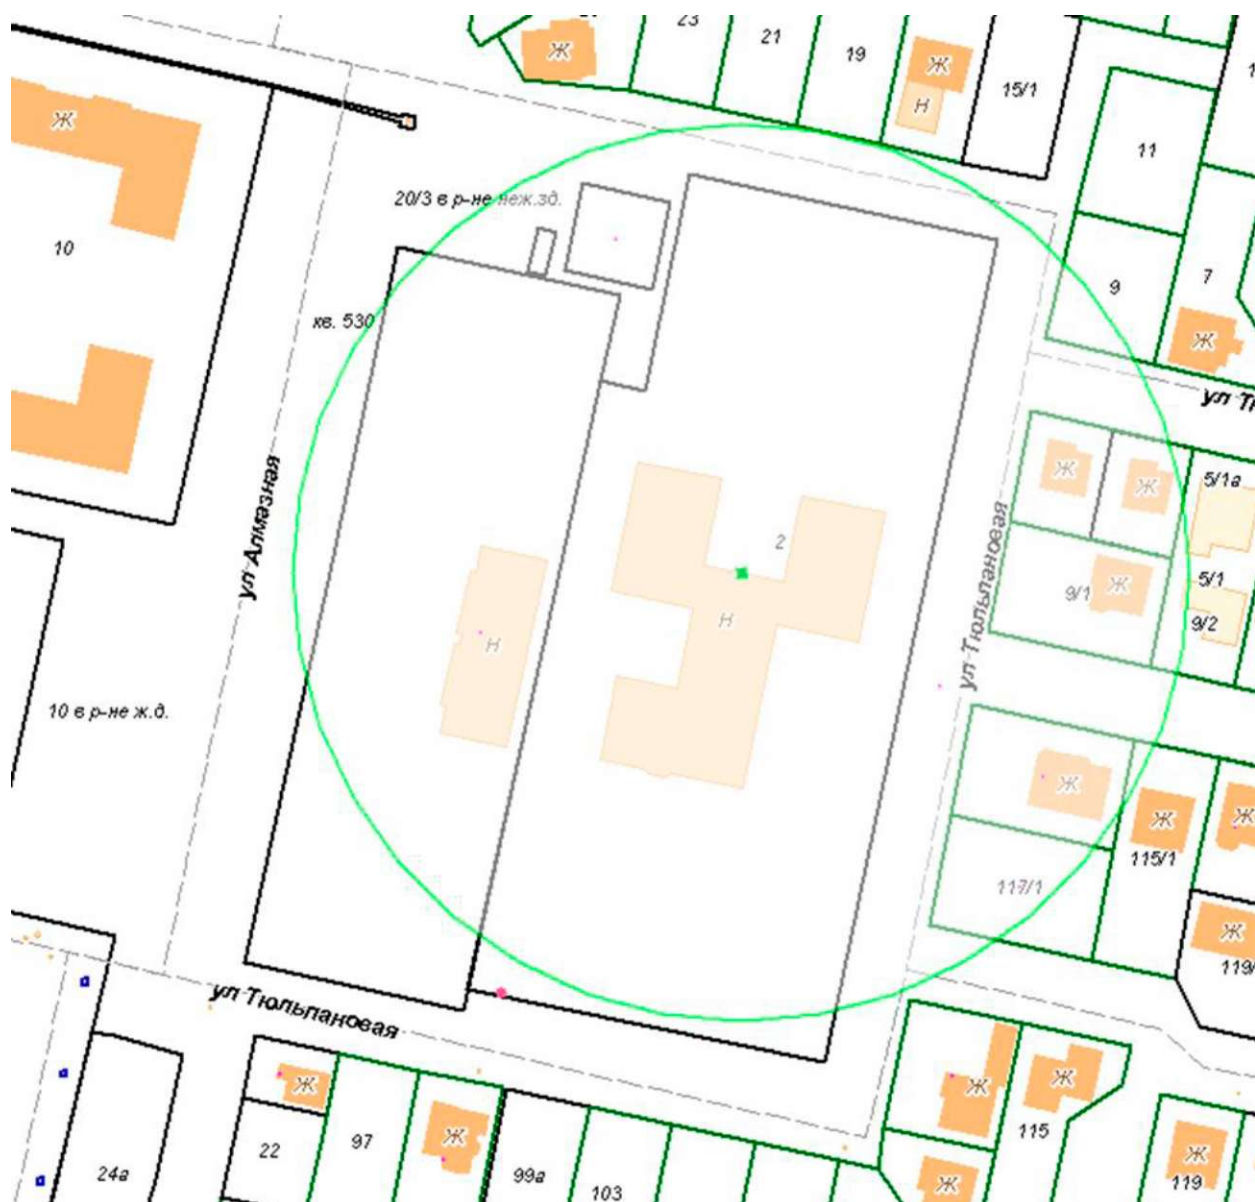 23
21
19
Ж
Ж
Н
15/1
11
Ж
20/3 в р-не неж.зд.
10
9
7
кв. 530
Ж
ул Алмазная
Ж
Ж
5/1а
2
ул Тюльпановая
Ж
9/1
5/1
9/2
Н
Н
10 в р-не ж.д.
Ж
Ж
Ж
115/1
117/1
Ж
ул Тюльпановая
Ж
Ж
Ж
22
97
Ж
24а
99а
103
115
Ж
Ж
119